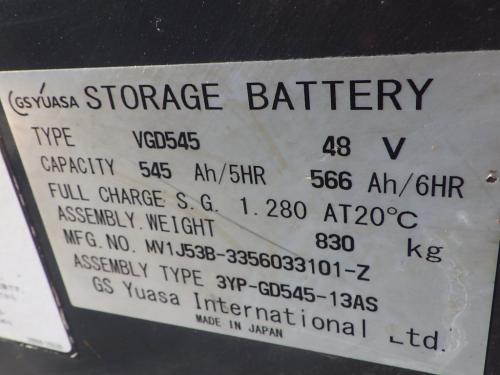 GS YUASA STORAGE BATTERY
TYPE VGD545 48 V
CAPACITY 545 Ah/5HR 566 Ah/6HR
FULL CHARGE S.G. 1.280 AT20℃
ASSEMBLY.WEIGHT 830 kg
MFG.NO. MV1J53B-3356033101-Z
ASSEMBLY TYPE 3YP-GD545-13AS
GS Yuasa International Ltd.
MADE IN JAPAN